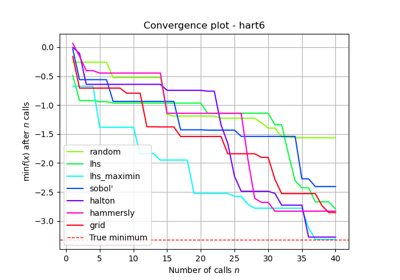 Convergence plot - hart6
min f(x) after n calls
0.0
−0.5
−1.0
−1.5
−2.0
−2.5
−3.0
random
lhs
lhs_maximin
sobol'
halton
hammersly
grid
True minimum
0
5
10
15
20
25
30
35
40
Number of calls n